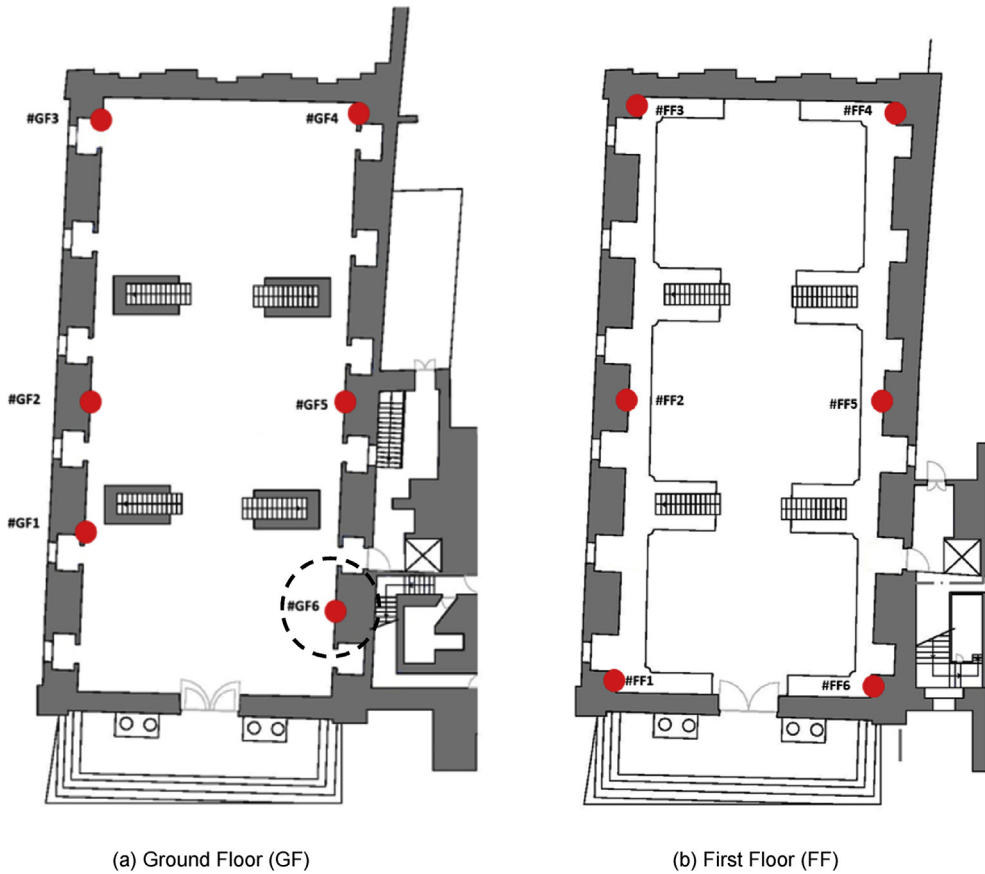 #GF3
#GF4
#GF2
#GF5
#GF1
#GF6
(a) Ground Floor (GF)
#FF3
#FF4
#FF2
#FF5
#FF1
#FF6
(b) First Floor (FF)